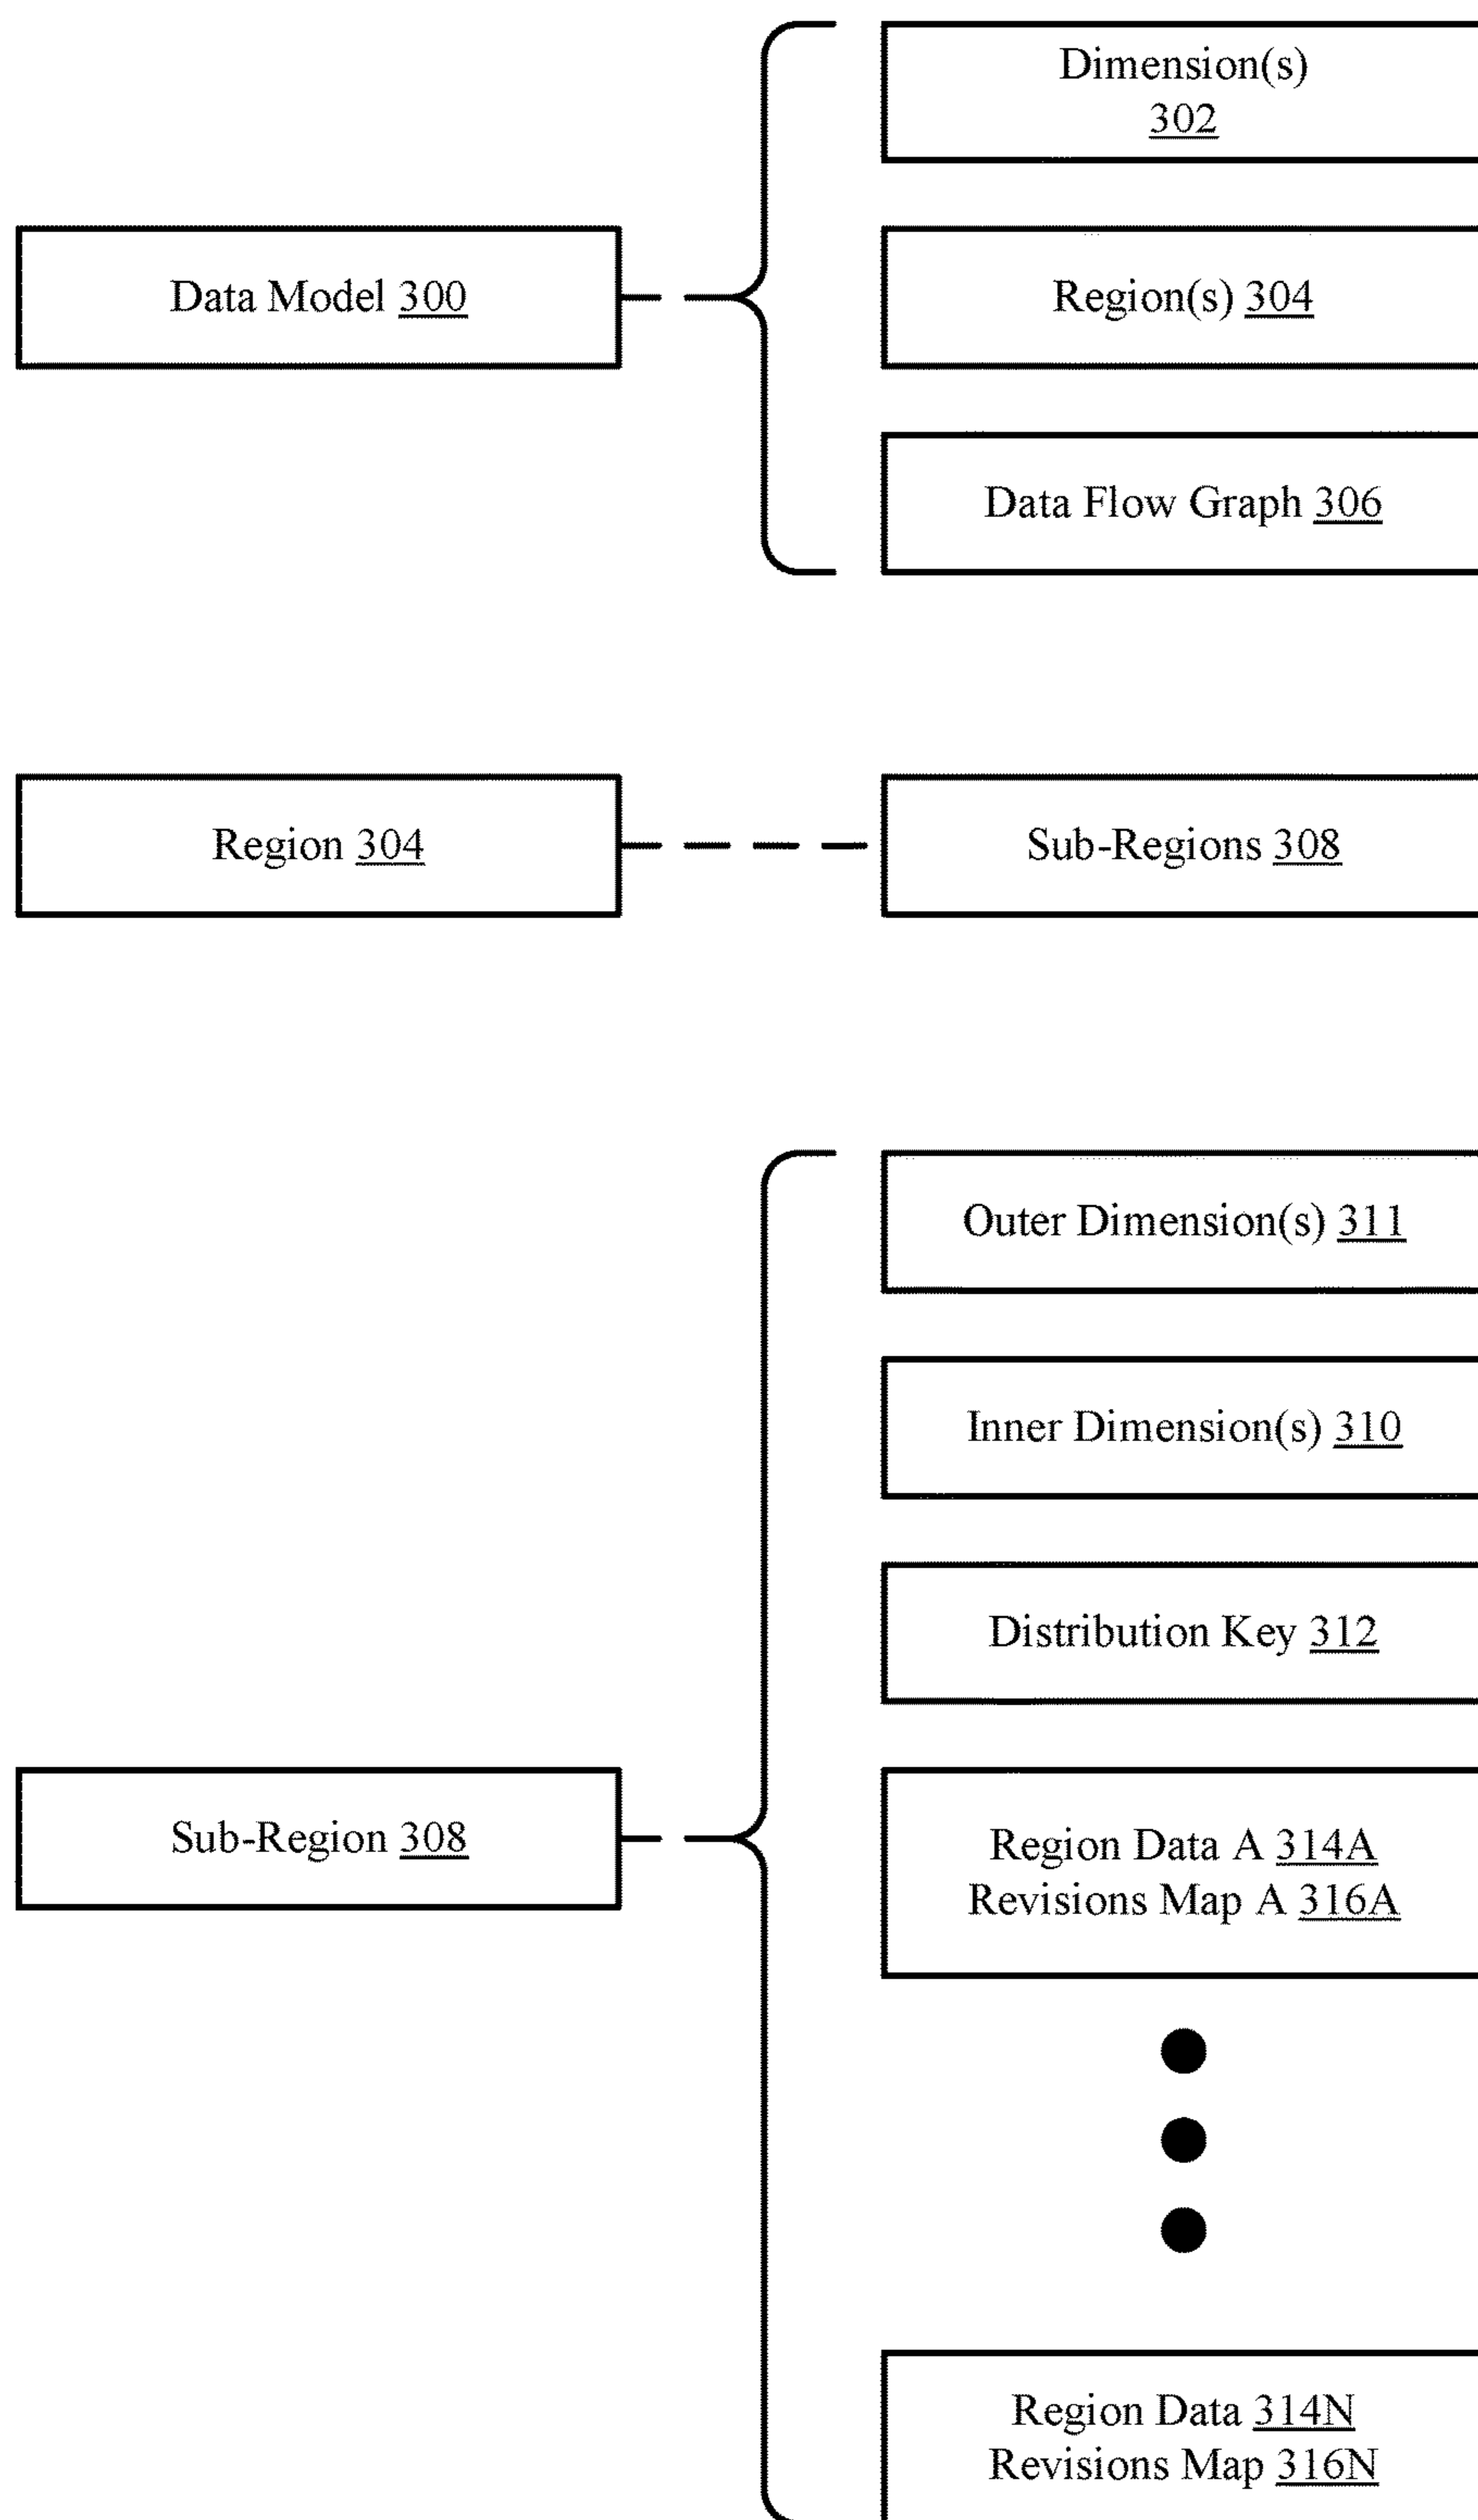 Dimension(s)
302
Data Model 300
Region(s) 304
Data Flow Graph 306
Region 304
Sub-Regions 308
Outer Dimension(s) 311
Inner Dimension(s) 310
Distribution Key 312
Sub-Region 308
Region Data A 314A
Revisions Map A 316A
Region Data 314N
Revisions Map 316N